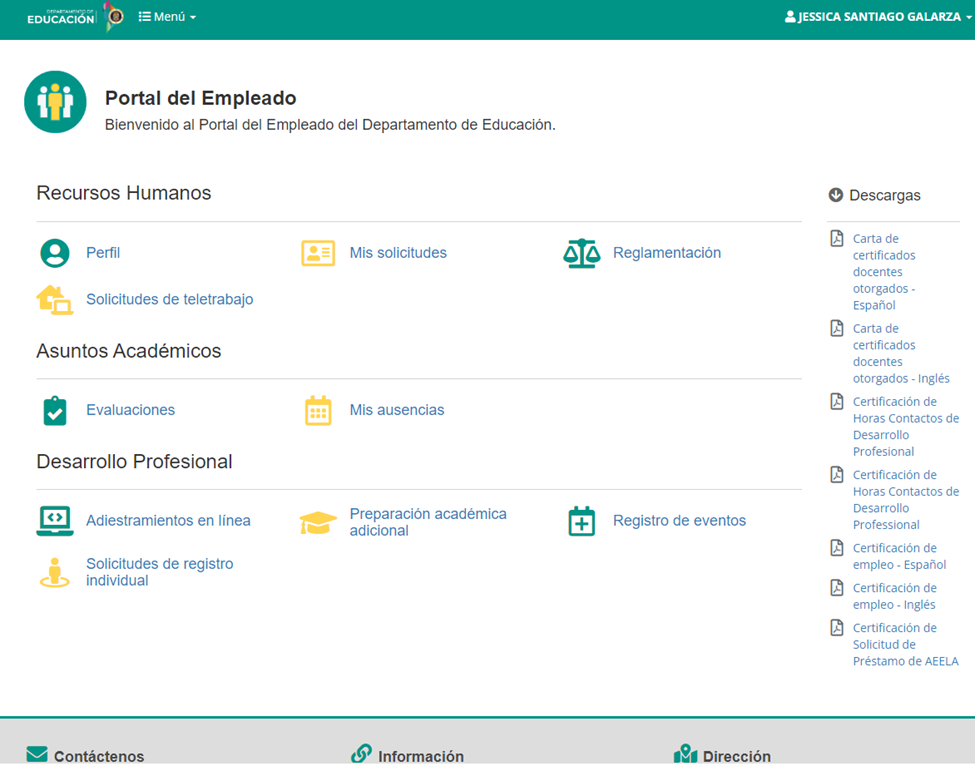 DEPARTAMENTO DE
EDUCACIÓN
Menú
JESSICA SANTIAGO GALARZA
Portal del Empleado
Bienvenido al Portal del Empleado del Departamento de Educación.
Recursos Humanos
Perfil
Mis solicitudes
Reglamentación
Solicitudes de teletrabajo
Asuntos Académicos
Evaluaciones
Mis ausencias
Desarrollo Profesional
Adiestramientos en línea
Preparación académica
adicional
Registro de eventos
Solicitudes de registro
individual
Descargas
Carta de
certificados
docentes
otorgados -
Español
Carta de
certificados
docentes
otorgados - Inglés
Certificación de
Horas Contactos de
Desarrollo
Profesional
Certificación de
Horas Contactos de
Desarrollo
Professional
Certificación de
empleo - Español
Certificación de
empleo - Inglés
Certificación de
Solicitud de
Préstamo de AEELA
Contáctenos
Información
Dirección